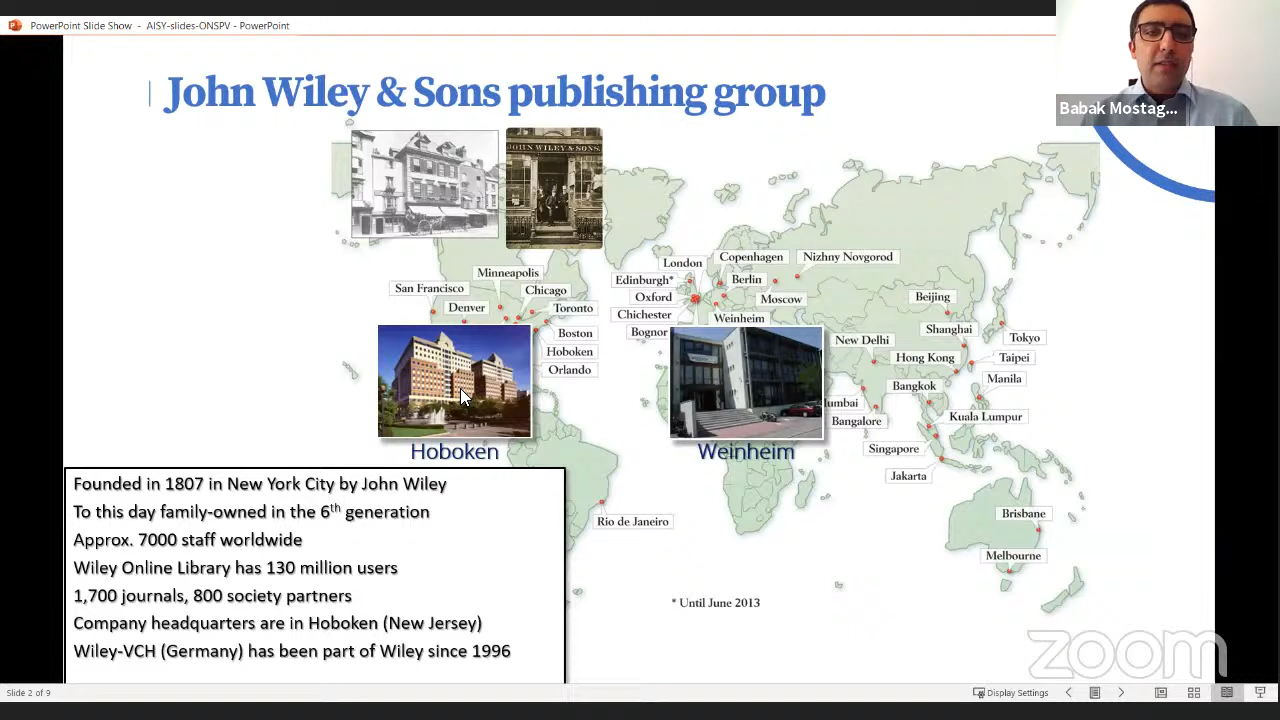 PowerPoint Slide Show - AISY-slides-ONSPV - PowerPoint
John Wiley & Sons publishing group
Babak Mostag...
JOHN WILEY & SONS.
London
Copenhagen
Nizhny Novgorod
Minneapolis
Edinburgh*
Berlin
San Francisco
Chicago
Oxford
Moscow
Beijing
Denver
Toronto
Chichester
Weinheim
Shanghai
Boston
Bognor
New Delhi
Tokyo
Hoboken
Hong Kong
Taipei
Orlando
Manila
Bangkok
Mumbai
Kuala Lumpur
Bangalore
Singapore
Jakarta
Hoboken
Weinheim
Founded in 1807 in New York City by John Wiley
To this day family-owned in the 6th generation
Approx. 7000 staff worldwide
Wiley Online Library has 130 million users
1,700 journals, 800 society partners
Company headquarters are in Hoboken (New Jersey)
Wiley-VCH (Germany) has been part of Wiley since 1996
Rio de Janeiro
Brisbane
Melbourne
* Until June 2013
zoom
Slide 2 of 9
Display Settings